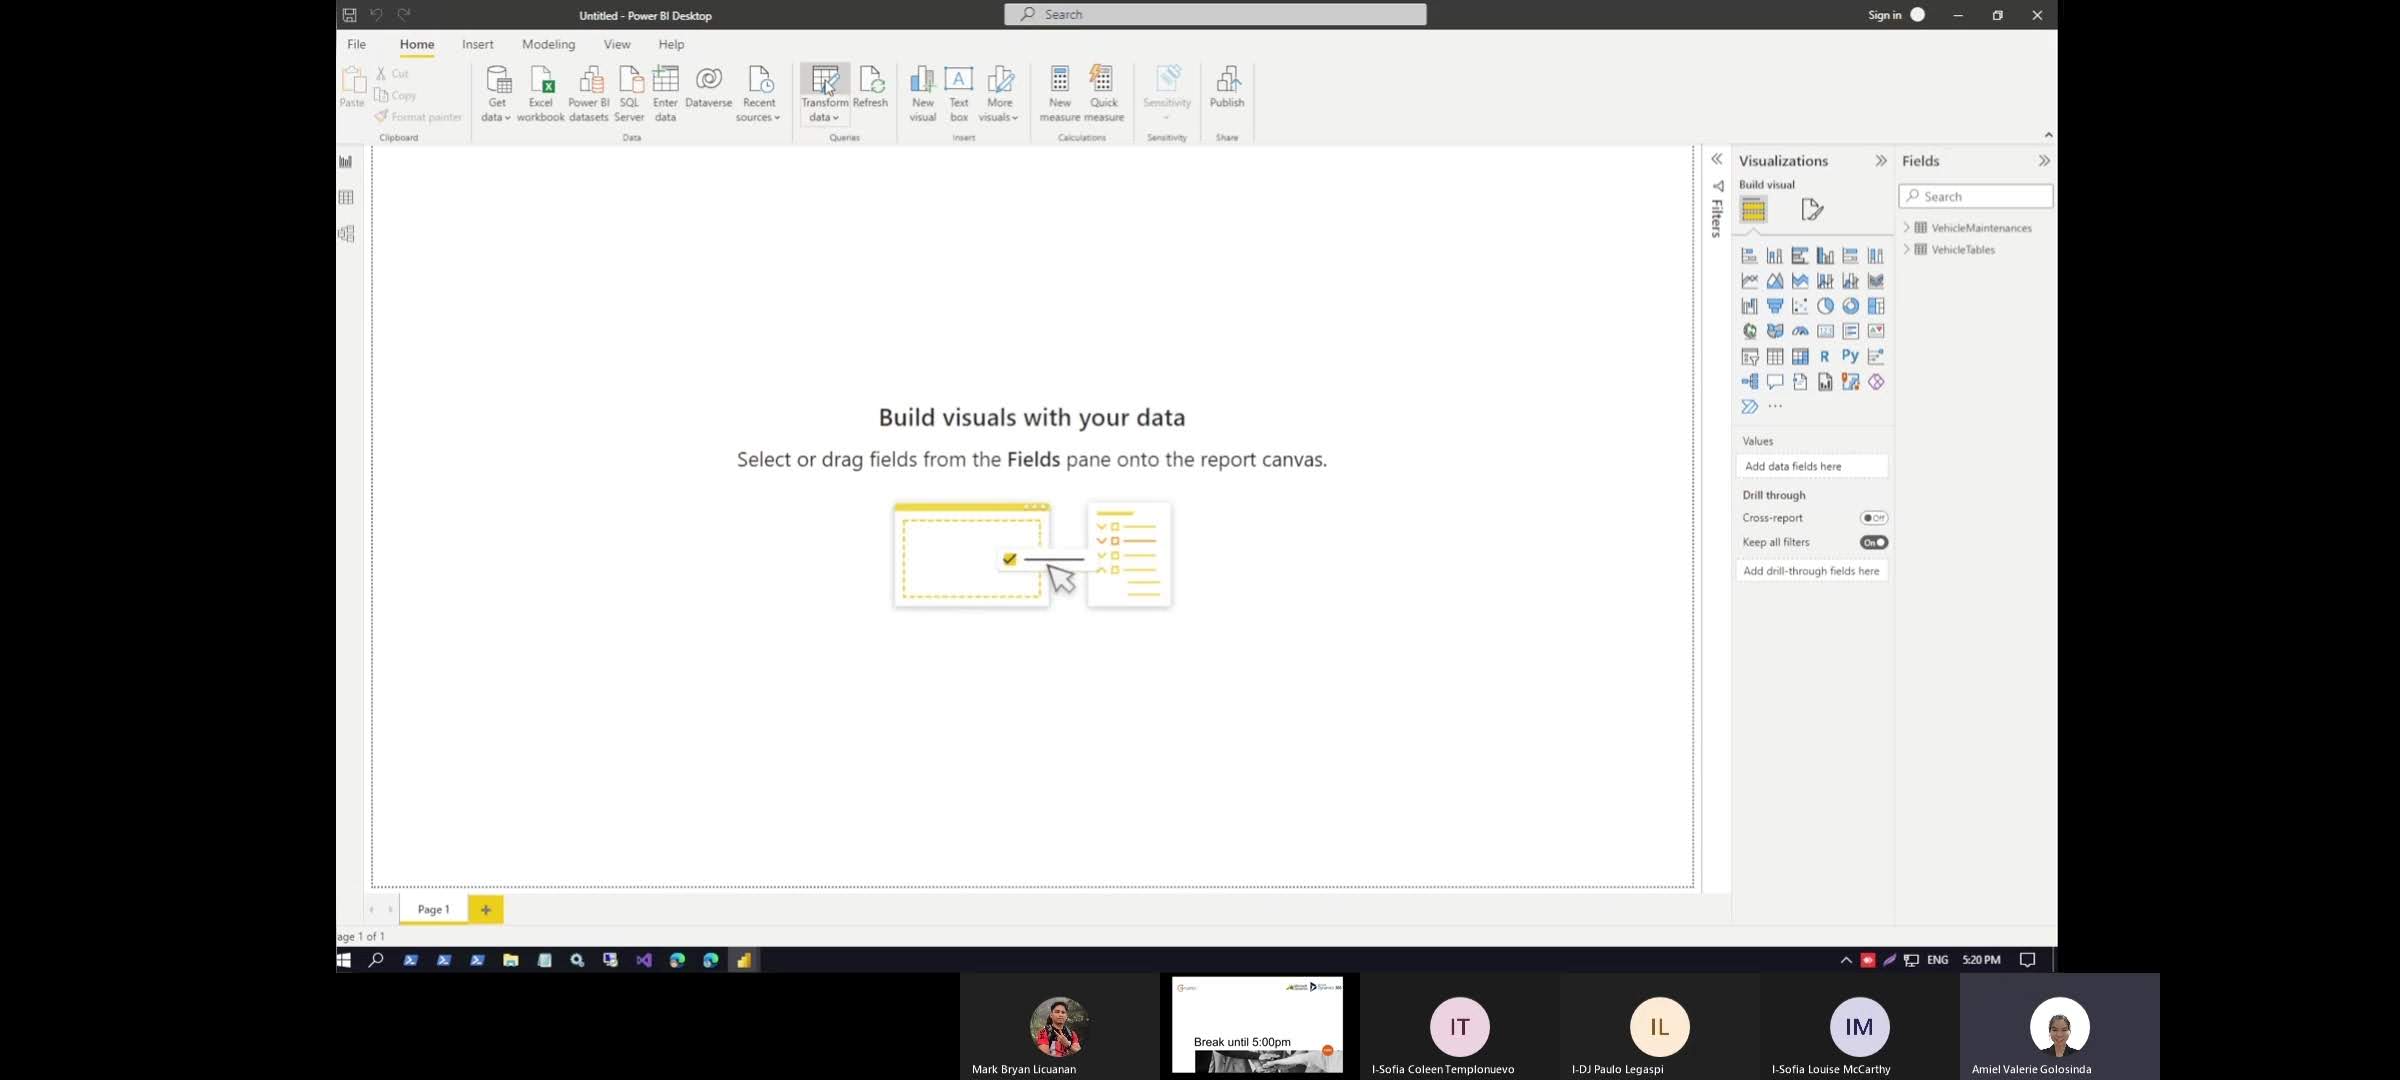 Untitled - Power BI Desktop
Search
Sign in
File
Home
Insert
Modeling
View
Help
Paste
Cut
Copy
Format painter
Clipboard
Get data
Excel workbook
Power BI datasets
SQL Server
Enter data
Dataverse
Recent sources
Data
Transform data
Refresh
Queries
New visual
Text box
More visuals
Insert
New measure
Quick measure
Calculations
Sensitivity
Sensitivity
Publish
Share
Build visuals with your data
Select or drag fields from the Fields pane onto the report canvas.
Filters
Visualizations
Build visual
R
Py
123
Values
Add data fields here
Drill through
Cross-report
Off
Keep all filters
On
Add drill-through fields here
Fields
Search
VehicleMaintenances
VehicleTables
Page 1
age 1 of 1
ENG
5:20 PM
Mark Bryan Licuanan
Break until 5:00pm
IT
I-Sofia Coleen Templonuevo
IL
I-DJ Paulo Legaspi
IM
I-Sofia Louise McCarthy
Amiel Valerie Golosinda